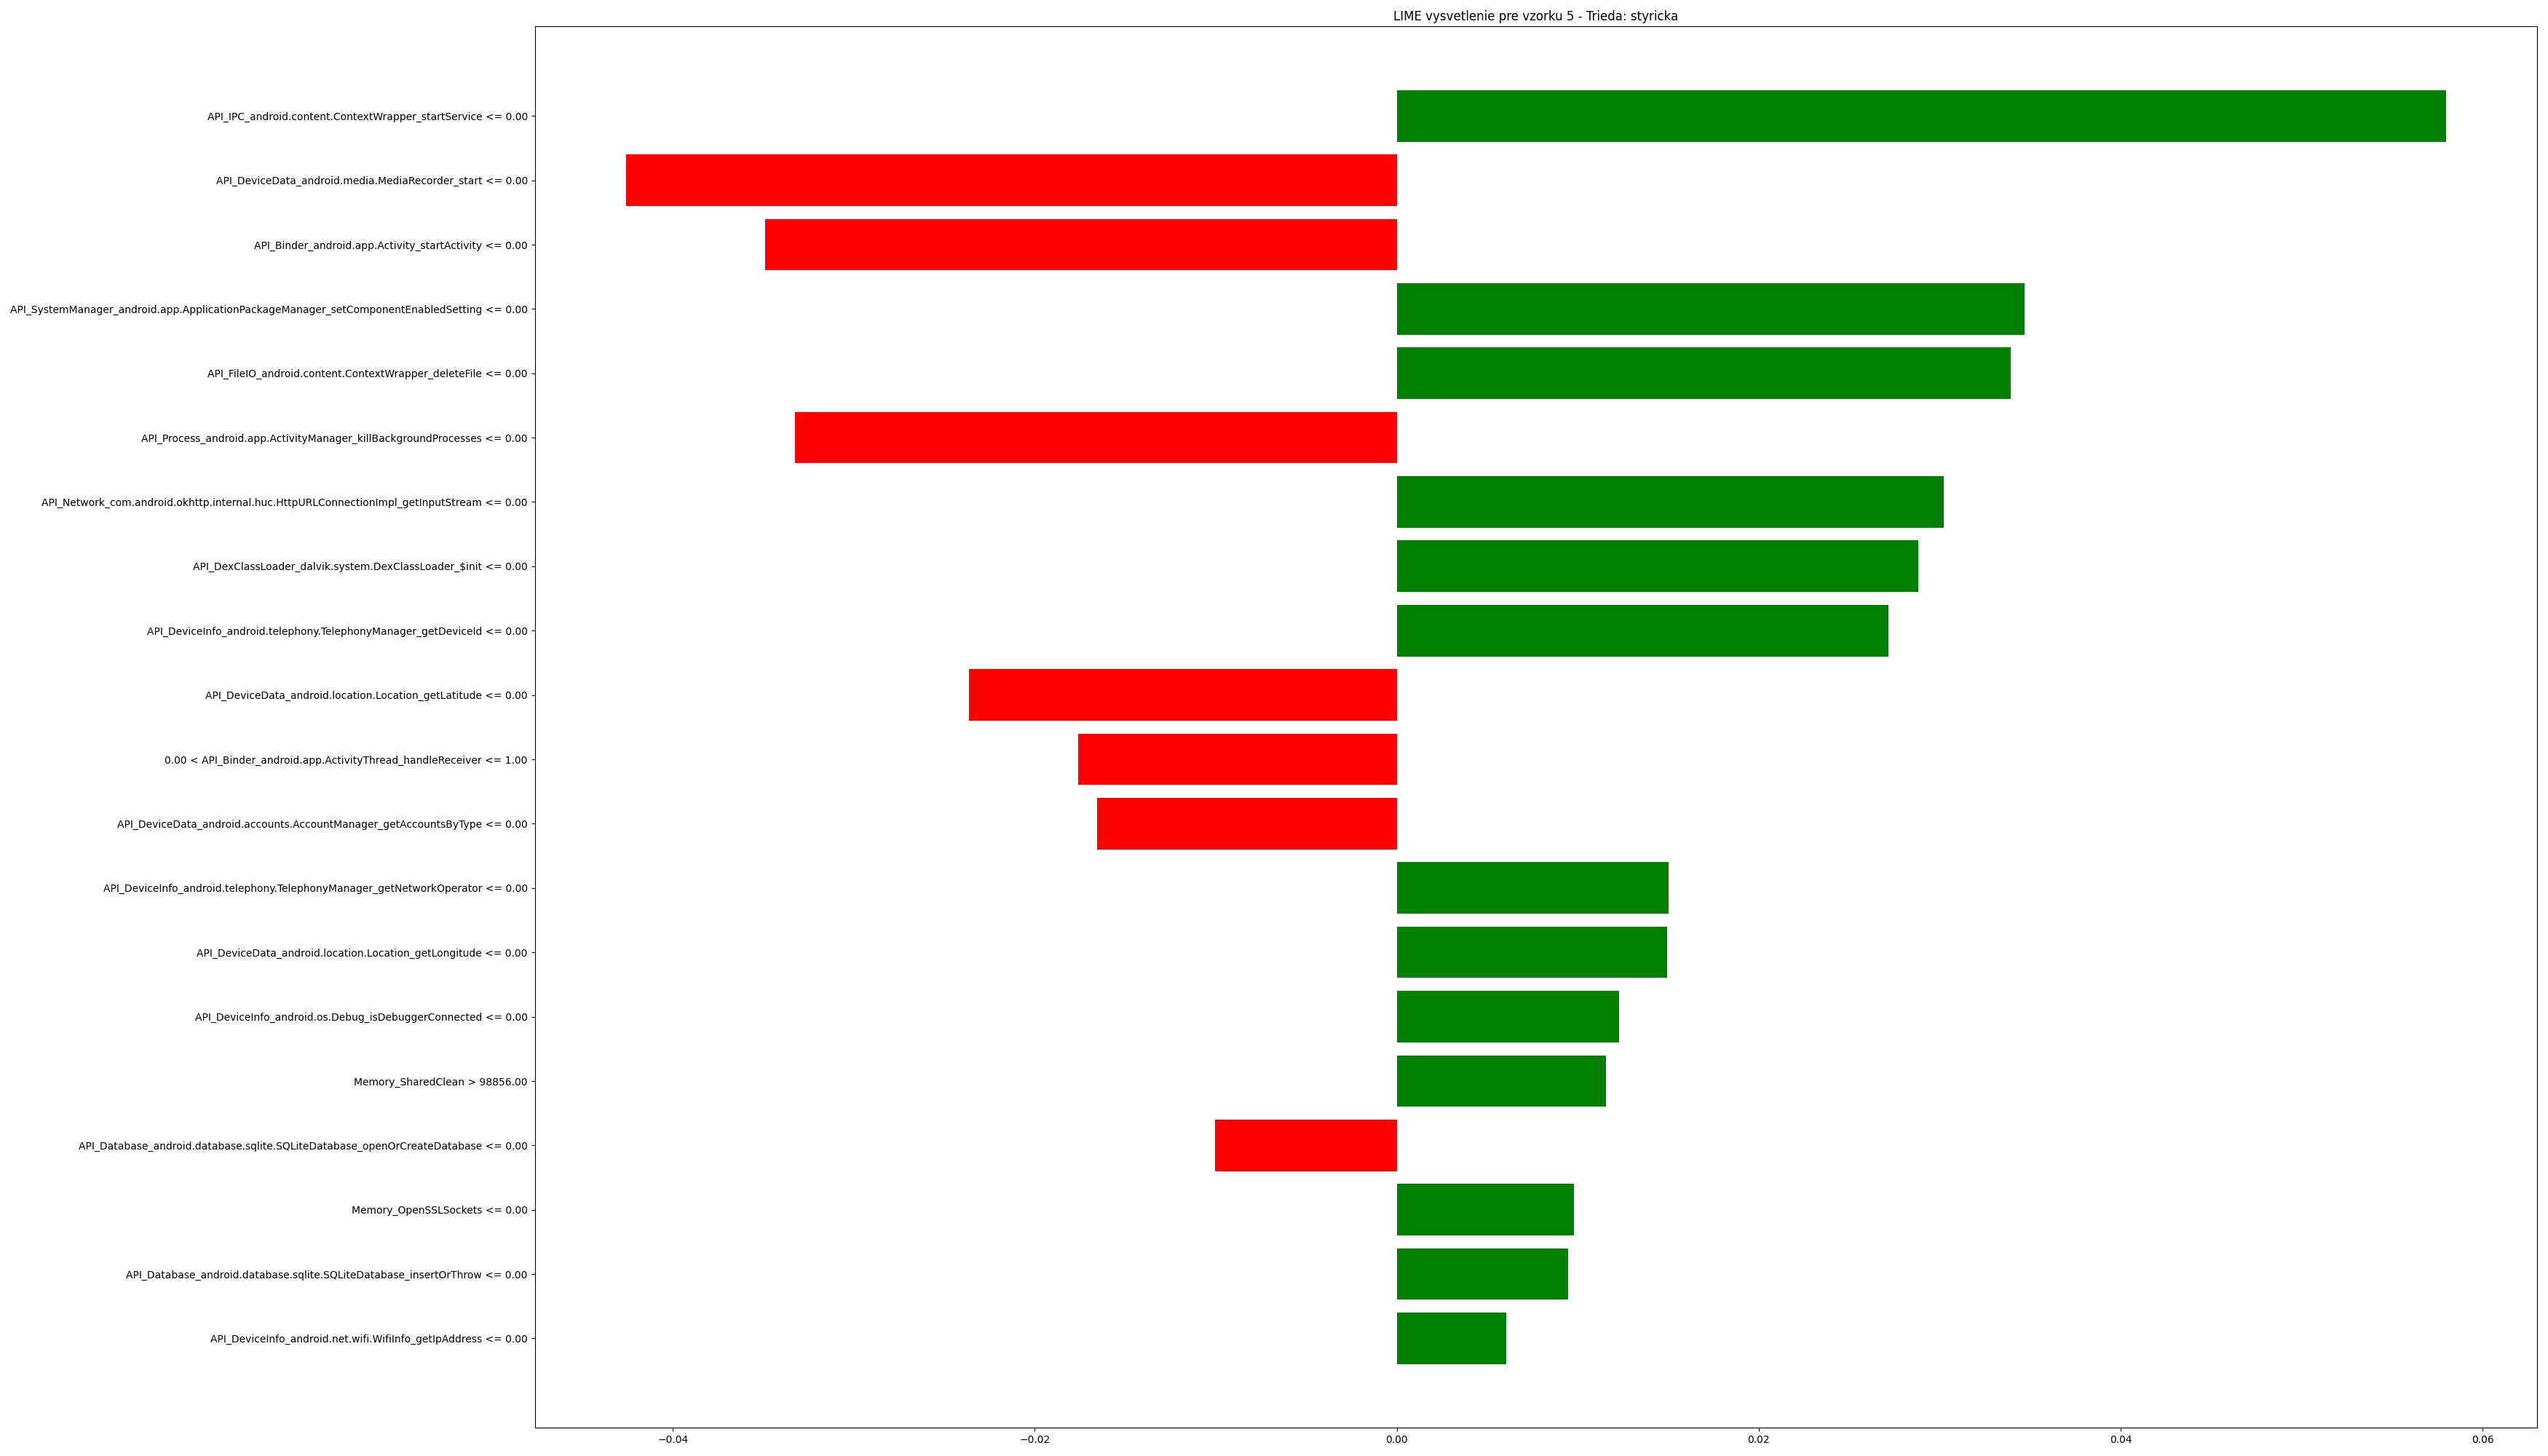 LIME vysvetlenie pre vzorku 5 - Trieda: styricka
API_IPC_android.content.ContextWrapper_startService <= 0.00
API_DeviceData_android.media.MediaRecorder_start <= 0.00
API_Binder_android.app.Activity_startActivity <= 0.00
API_SystemManager_android.app.ApplicationPackageManager_setComponentEnabledSetting <= 0.00
API_FileIO_android.content.ContextWrapper_deleteFile <= 0.00
API_Process_android.app.ActivityManager_killBackgroundProcesses <= 0.00
API_Network_com.android.okhttp.internal.huc.HttpURLConnectionImpl_getInputStream <= 0.00
API_DexClassLoader_dalvik.system.DexClassLoader_$init <= 0.00
API_DeviceInfo_android.telephony.TelephonyManager_getDeviceId <= 0.00
API_DeviceData_android.location.Location_getLatitude <= 0.00
0.00 < API_Binder_android.app.ActivityThread_handleReceiver <= 1.00
API_DeviceData_android.accounts.AccountManager_getAccountsByType <= 0.00
API_DeviceInfo_android.telephony.TelephonyManager_getNetworkOperator <= 0.00
API_DeviceData_android.location.Location_getLongitude <= 0.00
API_DeviceInfo_android.os.Debug_isDebuggerConnected <= 0.00
Memory_SharedClean > 98856.00
API_Database_android.database.sqlite.SQLiteDatabase_openOrCreateDatabase <= 0.00
Memory_OpenSSLSockets <= 0.00
API_Database_android.database.sqlite.SQLiteDatabase_insertOrThrow <= 0.00
API_DeviceInfo_android.net.wifi.WifiInfo_getIpAddress <= 0.00
−0.04 −0.02 0.00 0.02 0.04 0.06